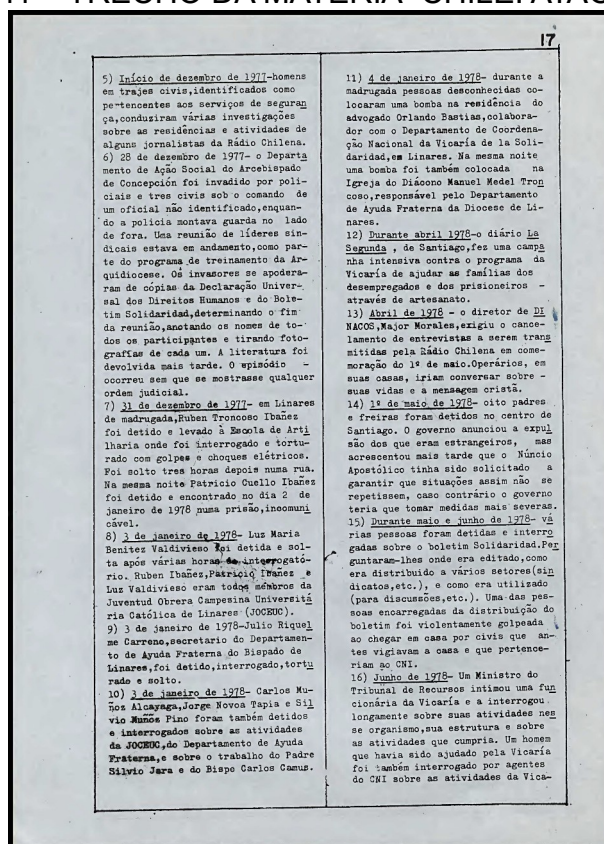 17
5) Início de dezembro de 1977-homens
em trajes civis,identificados como
pertencentes aos serviços de seguran
ça,conduziram várias investigações
sobre as residências e atividades de
alguns jornalistas da Rádio Chilena.
6) 28 de dezembro de 1977- o Departa
mento de Ação Social do Arcebispado
de Concepción foi invadido por poli-
ciais e tres civis sob o comando de
um oficial não identificado,enquan-
do a policia montava guarda no lado
de fora. Uma reunião de líderes sin-
dicais estava em andamento,como par-
te do programa de treinamento da Ar-
quidiocese. Os invasores se apodera-
ram de cópias da Declaração Univer-
sal dos Direitos Humanos e do Bole-
tim Solidaridad,determinando o fim
da reunião,anotando os nomes de to-
dos os participantes e tirando foto-
grafias de cada um. A literatura foi
devolvida mais tarde. O episódio -
ocorreu sem que se mostrasse qualquer
ordem judicial.
7) 31 de dezembro de 1977- em Linares
de madrugada,Ruben Troncoso Ibañez
foi detido e levado à Escola de Arti
lharia onde foi interrogado e tortu-
rado com golpes e choques elétricos.
Foi solto tres horas depois numa rua.
Na mesma noite Patricio Cuello Ibañez
foi detido e encontrado no dia 2 de
janeiro de 1978 numa prisão,incomuni
cável.
8) 3 de janeiro de 1978- Luz Maria
Benitez Valdivieso foi detida e sol-
ta após várias horas de interrogató-
rio. Ruben Ibañez,Patricio Ibañez e
Luz Valdivieso eram todos membros da
Juventud Obrera Campesina Universitá
ria Católica de Linares (JOCEUC).
9) 3 de janeiro de 1978-Julio Riquel
me Carreno,secretario do Departamen-
to de Ayuda Fraterna do Bispado de
Linares,foi detido,interrogado,tortu
rado e solto.
10) 3 de janeiro de 1978- Carlos Mu-
ñoz Alcayaga,Jorge Novoa Tapia e Sil
vio Muñoz Pino foram também detidos
e interrogados sobre as atividades
da JOCEUC,do Departamento de Ayuda
Fraterna,e sobre o trabalho do Padre
Silvio Jara e do Bispo Carlos Camus.
11) 4 de janeiro de 1978- durante a
madrugada pessoas desconhecidas co-
locaram uma bomba na residência do
advogado Orlando Bastias,colabora-
dor com o Departamento de Coordena-
ção Nacional da Vicaría de la Soli-
daridad,em Linares. Na mesma noite
uma bomba foi também colocada na
Igreja do Diácono Manuel Medel Tron
coso,responsável pelo Departamento
de Ayuda Fraterna da Diocese de Li-
nares.
12) Durante abril 1978-o diário La
Segunda , de Santiago,fez uma campa
nha intensiva contra o programa da
Vicaría de ajudar as famílias dos
desempregados e dos prisioneiros -
através de artesanato.
13) Abril de 1978 - o diretor de DI
NACOS,Major Morales,exigiu o cance-
lamento de entrevistas a serem trans
mitidas pela Rádio Chilena em come-
moração do 1º de maio.Operários, em
suas casas, iriam conversar sobre -
suas vidas e a mensagem cristã.
14) 1º de maio de 1978- oito padres
e freiras foram detidos no centro de
Santiago. O governo anunciou a expul
são dos que eram estrangeiros, mas
acrescentou mais tarde que o Núncio
Apostólico tinha sido solicitado a
garantir que situações assim não se
repetissem, caso contrário o governo
teria que tomar medidas mais severas.
15) Durante maio e junho de 1978- vá
rias pessoas foram detidas e interro
gadas sobre o boletim Solidaridad.Per
guntaram-lhes onde era editado,como
era distribuido a vários setores(sin
dicatos,etc.), e como era utilizado
(para discussões,etc.). Uma das pes-
soas encarregadas da distribuição do
boletim foi violentamente golpeada
ao chegar em casa por civis que an-
tes vigiavam a casa e que pertence-
riam ao CNI.
16) Junho de 1978- Um Ministro do
Tribunal de Recursos intimou uma fun
cionária da Vicaría e a interrogou
longamente sobre suas atividades nes
se organismo,sua estrutura e sobre
as atividades que cumpria. Um homem
que havia sido ajudado pela Vicaría
foi também interrogado por agentes
do CNI sobre as atividades da Vica-